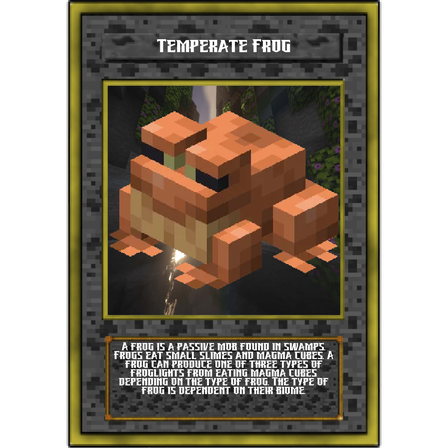 Temperate Frog
A frog is a passive mob found in swamps.
Frogs eat small slimes and magma cubes. A
frog can produce one of three types of
froglights from eating magma cubes
depending on the type of frog. The type of
frog is dependent on their biome.